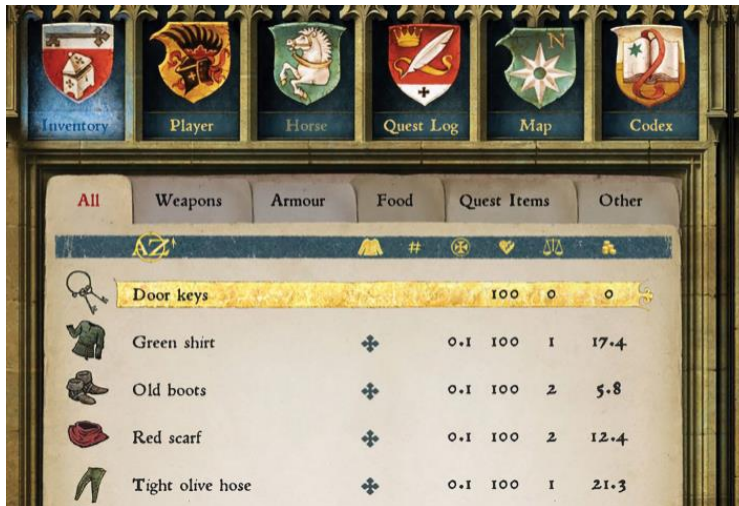 N
Inventory Player Horse Quest Log Map Codex
All Weapons Armour Food Quest Items Other
AZ #
Door keys 100 0 0
Green shirt 0.1 100 1 17.4
Old boots 0.1 100 2 5.8
Red scarf 0.1 100 2 12.4
Tight olive hose 0.1 100 1 21.3